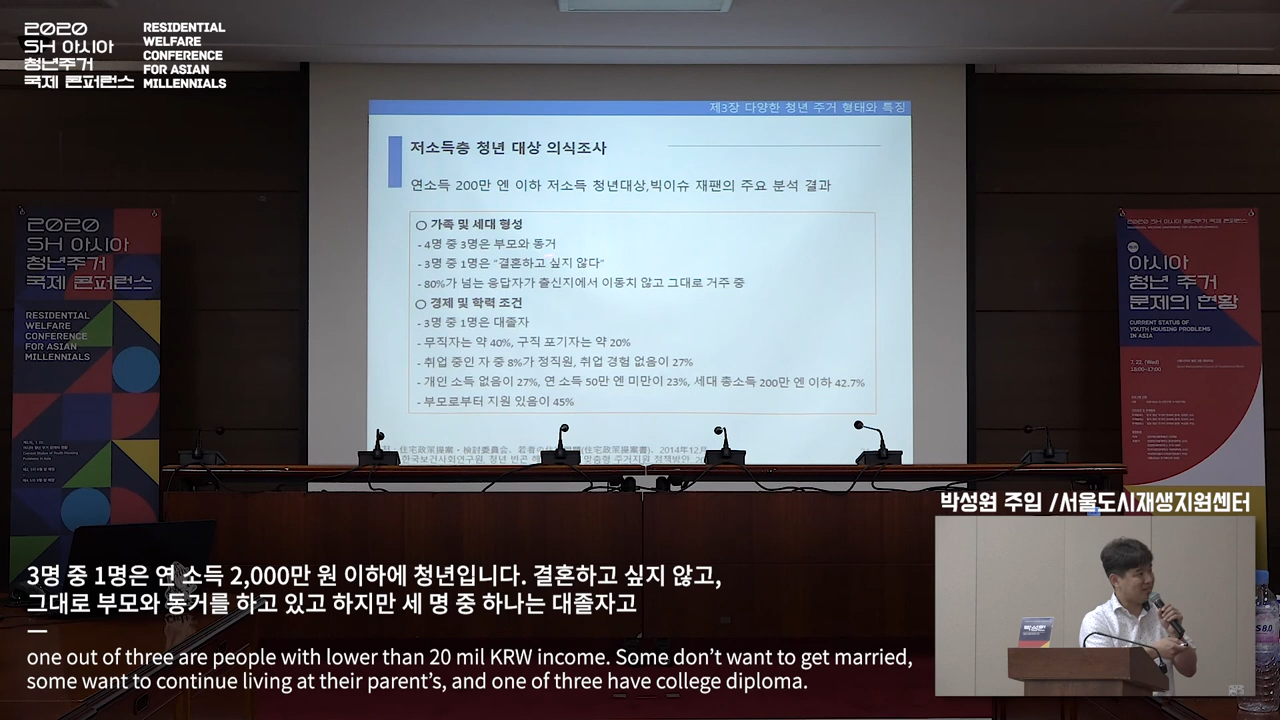 2020
SH 아시아
청년주거
국제 콘퍼런스
RESIDENTIAL
WELFARE
CONFERENCE
FOR ASIAN
MILLENNIALS
제3장 다양한 청년 주거 형태와 특징
저소득층 청년 대상 의식조사
연소득 200만 엔 이하 저소득 청년대상,빅이슈 재팬의 주요 분석 결과
○ 가족 및 세대 형성
- 4명 중 3명은 부모와 동거
- 3명 중 1명은 “결혼하고 싶지 않다”
- 80%가 넘는 응답자가 출신지에서 이동치 않고 그대로 거주 중
○ 경제 및 학력 조건
- 3명 중 1명은 대졸자
- 무직자는 약 40%, 구직 포기자는 약 20%
- 취업 중인 자 중 8%가 정직원, 취업 경험 없음이 27%
- 개인 소득 없음이 27%, 연 소득 50만 엔 미만이 23%, 세대 총소득 200만 엔 이하 42.7%
- 부모로부터 지원 있음이 45%
住宅政策提案・検討委員会
2014年12
한국보건사회연구원, 청년 빈곤
맞춤형 주거지원 정책방안
2020
SH 아시아
청년주거
국제 콘퍼런스
RESIDENTIAL
WELFARE
CONFERENCE
FOR ASIAN
MILLENNIALS
2020 SH 아시아 청년주거 국제 콘퍼런스
아시아
청년 주거
문제의 현황
CURRENT STATUS OF
YOUTH HOUSING PROBLEMS
IN ASIA
7. 22. (Wed)
박성원 주임 /서울도시재생지원센터
박성원
8.0
3명 중 1명은 연 소득 2,000만 원 이하에 청년입니다. 결혼하고 싶지 않고,
그대로 부모와 동거를 하고 있고 하지만 세 명 중 하나는 대졸자고
—
one out of three are people with lower than 20 mil KRW income. Some don’t want to get married,
some want to continue living at their parent’s, and one of three have college diploma.